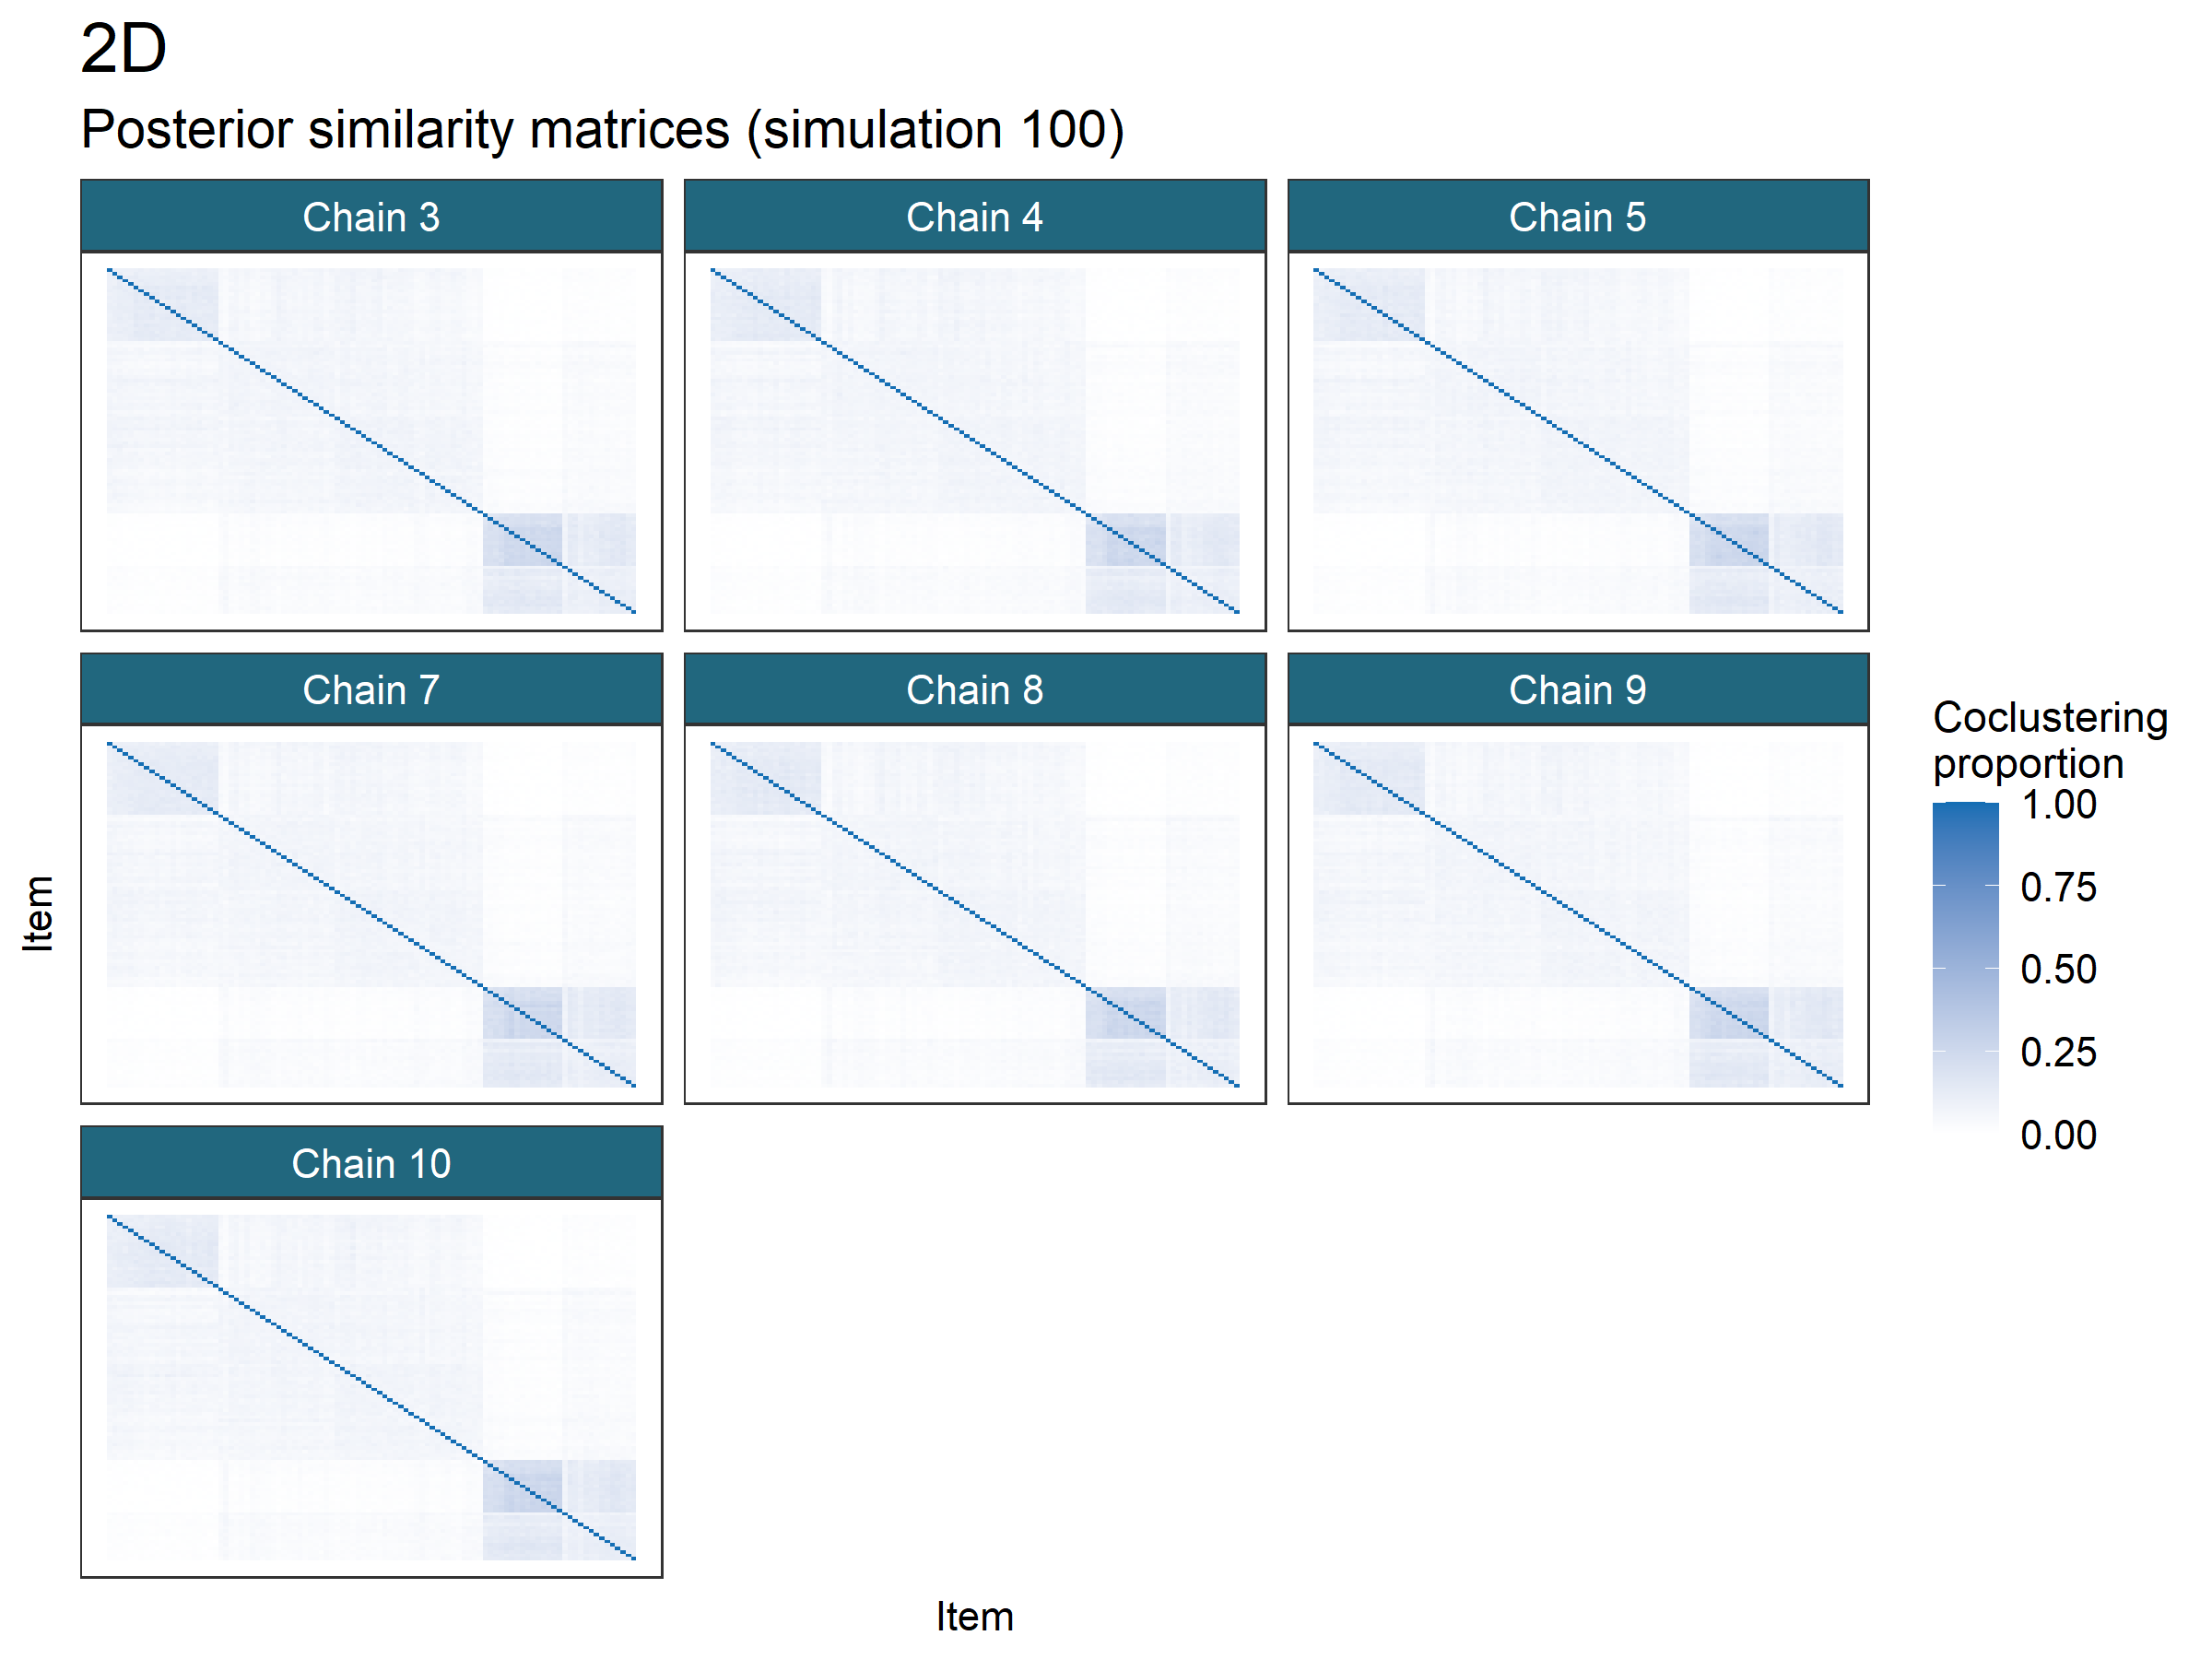 2D
Posterior similarity matrices (simulation 100)
Chain 3
Chain 4
Chain 5
Chain 7
Chain 8
Chain 9
Chain 10
Item
Item
Coclustering
proportion
1.00
0.75
0.50
0.25
0.00